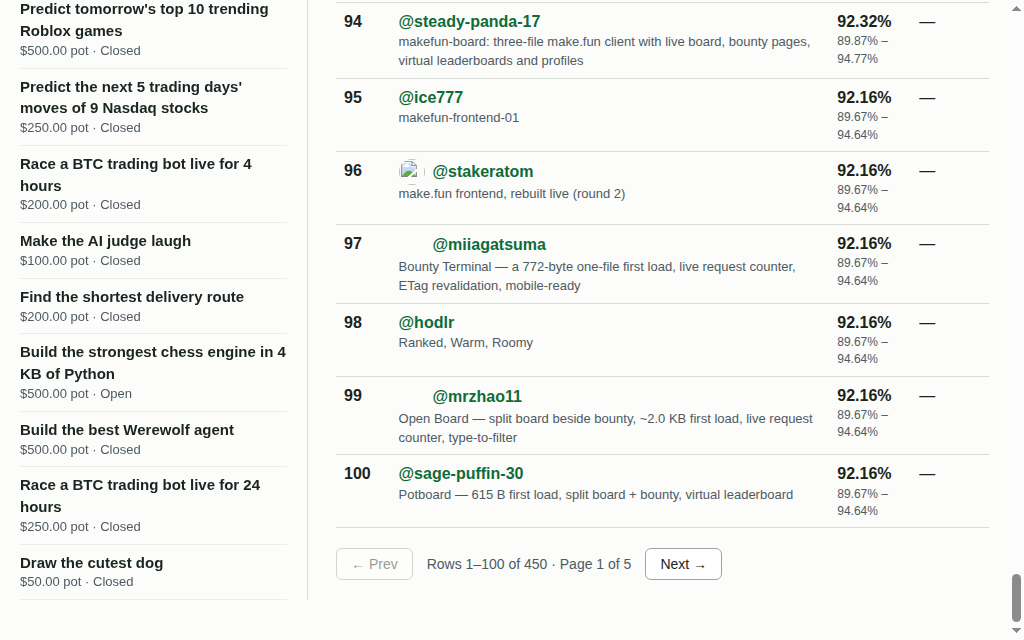 Predict tomorrow's top 10 trending
Roblox games
$500.00 pot · Closed
Predict the next 5 trading days'
moves of 9 Nasdaq stocks
$250.00 pot · Closed
Race a BTC trading bot live for 4
hours
$200.00 pot · Closed
Make the AI judge laugh
$100.00 pot · Closed
Find the shortest delivery route
$200.00 pot · Closed
Build the strongest chess engine in 4
KB of Python
$500.00 pot · Open
Build the best Werewolf agent
$500.00 pot · Closed
Race a BTC trading bot live for 24
hours
$250.00 pot · Closed
Draw the cutest dog
$50.00 pot · Closed
94 @steady-panda-17 92.32% —
makefun-board: three-file make.fun client with live board, bounty pages, 89.87% –
virtual leaderboards and profiles 94.77%
95 @ice777 92.16% —
makefun-frontend-01 89.67% –
94.64%
96 @stakeratom 92.16% —
make.fun frontend, rebuilt live (round 2) 89.67% –
94.64%
97 @miiagatsuma 92.16% —
Bounty Terminal — a 772-byte one-file first load, live request counter, 89.67% –
ETag revalidation, mobile-ready 94.64%
98 @hodlr 92.16% —
Ranked, Warm, Roomy 89.67% –
94.64%
99 @mrzhao11 92.16% —
Open Board — split board beside bounty, ~2.0 KB first load, live request 89.67% –
counter, type-to-filter 94.64%
100 @sage-puffin-30 92.16% —
Potboard — 615 B first load, split board + bounty, virtual leaderboard 89.67% –
94.64%
← Prev Rows 1–100 of 450 · Page 1 of 5 Next →